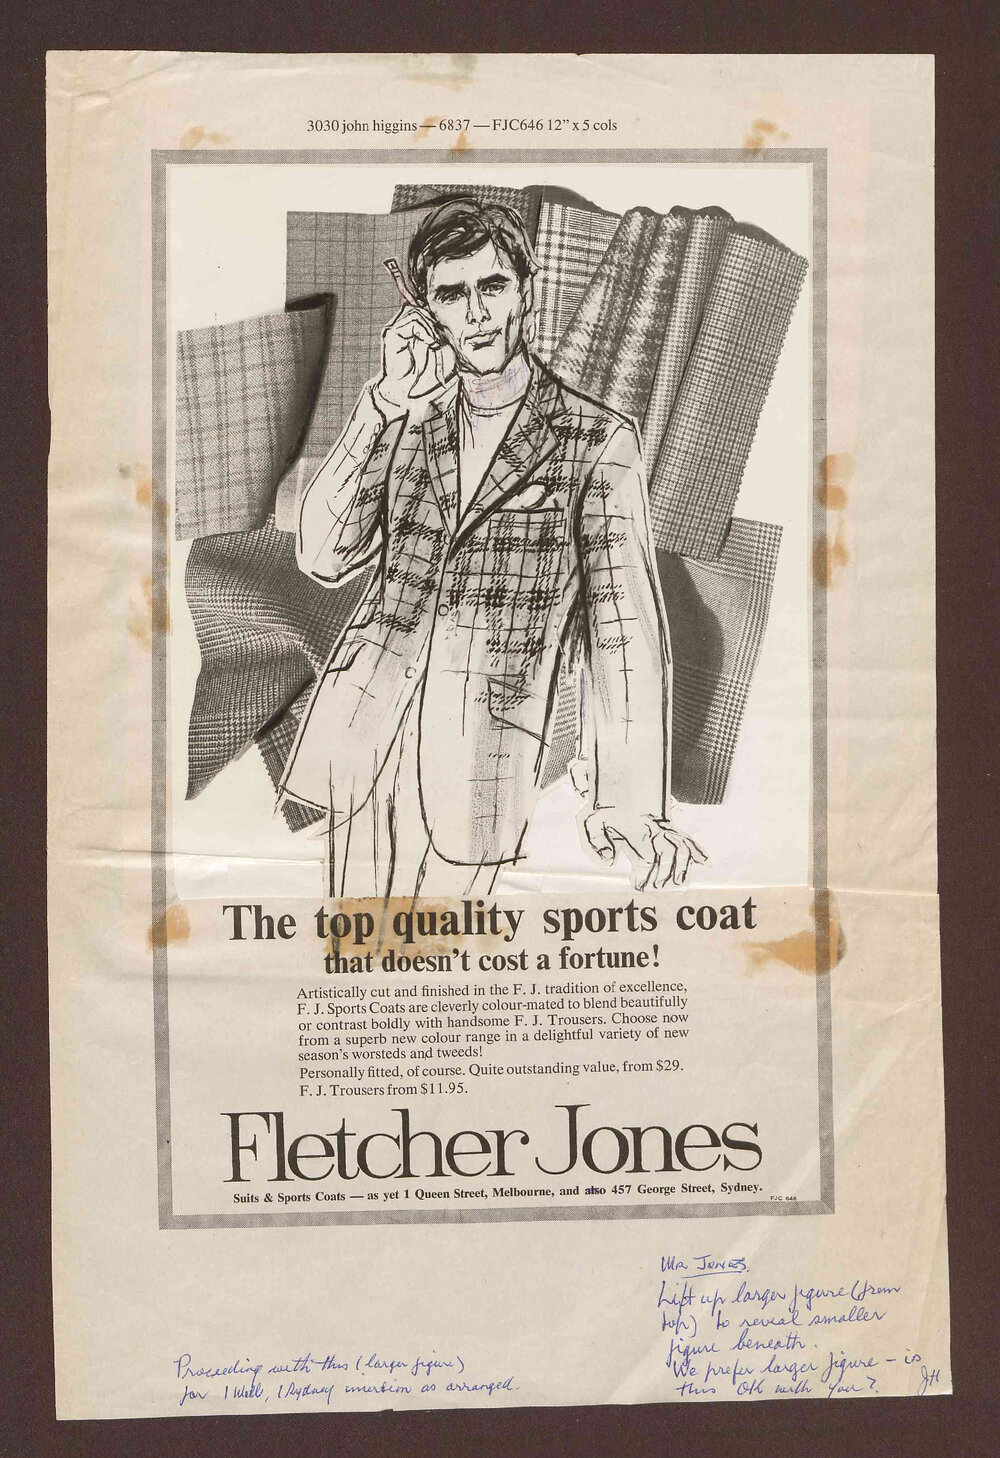 3030 john higgins — 6837 — FJC646 12" x 5 cols
The top quality sports coat
that doesn't cost a fortune!
Artistically cut and finished in the F. J. tradition of excellence,
F. J. Sports Coats are cleverly colour-mated to blend beautifully
or contrast boldly with handsome F. J. Trousers. Choose now
from a superb new colour range in a delightful variety of new
season's worsteds and tweeds!
Personally fitted, of course. Quite outstanding value, from $29.
F. J. Trousers from $11.95.
Fletcher Jones
Suits & Sports Coats — as yet 1 Queen Street, Melbourne, and also 457 George Street, Sydney.
FJC 646
Mr Jones.
Lift up larger figure (from
top) to reveal smaller
figure beneath.
We prefer larger figure – is
this OK with you?
JH
Proceeding with this (larger figure)
for 1 Melb, 1 Sydney insertion as arranged.